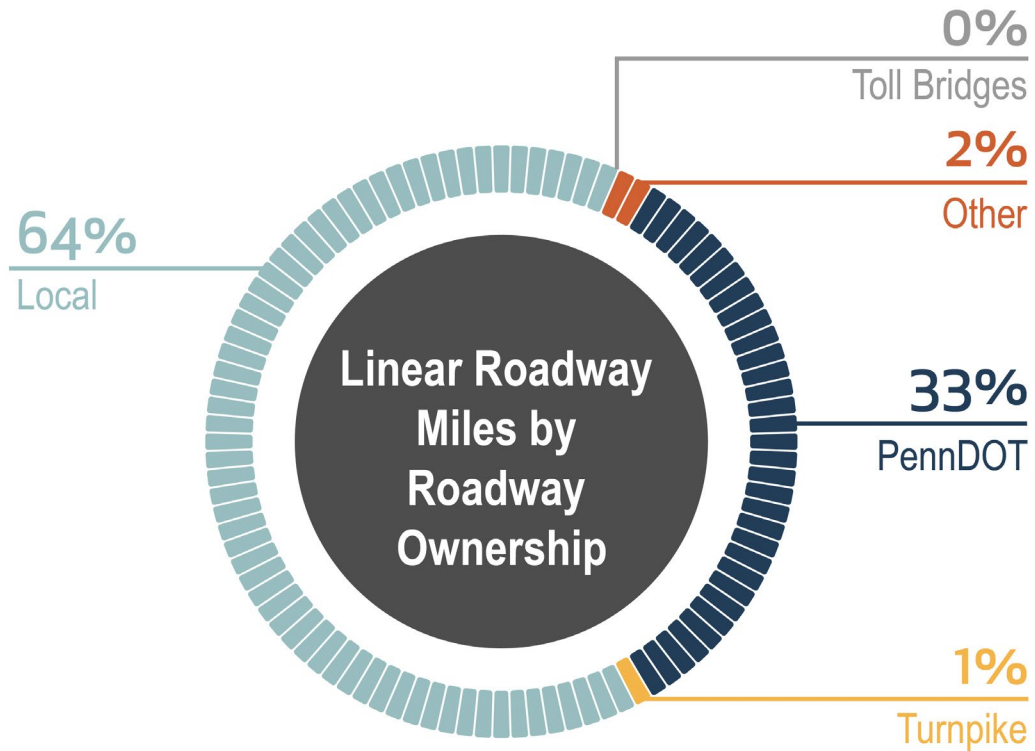 0%
Toll Bridges
2%
Other
64%
Local
Linear Roadway
Miles by
Roadway
Ownership
33%
PennDOT
1%
Turnpike